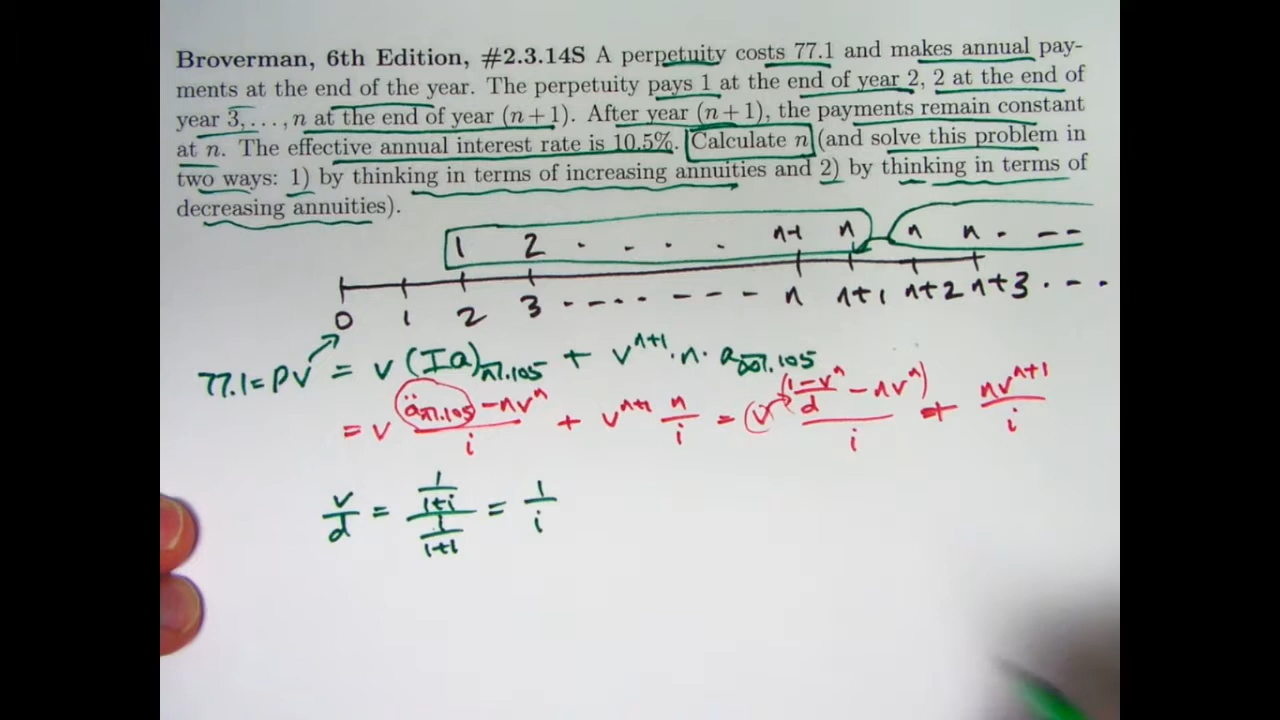 Broverman, 6th Edition, #2.3.14S A perpetuity costs 77.1 and makes annual pay-
ments at the end of the year. The perpetuity pays 1 at the end of year 2, 2 at the end of
year 3, . . . , n at the end of year (n + 1). After year (n + 1), the payments remain constant
at n. The effective annual interest rate is 10.5%. Calculate n (and solve this problem in
two ways: 1) by thinking in terms of increasing annuities and 2) by thinking in terms of
decreasing annuities).
1 2 . . . . n-1 n n n . - -
0 1 2 3 . . . . - - - - n n+1 n+2 n+3 . - -
77.1 = PV = v (Ia)n⌉.105 + v^(n+1) · n · a∞⌉.105
= v (än⌉.105 - nv^n)/i + v^(n+1) n/i = v((1-v^n)/d - nv^n)/i + nv^(n+1)/i
v/d = (1/(1+i))/(1/(1+1)) = 1/i